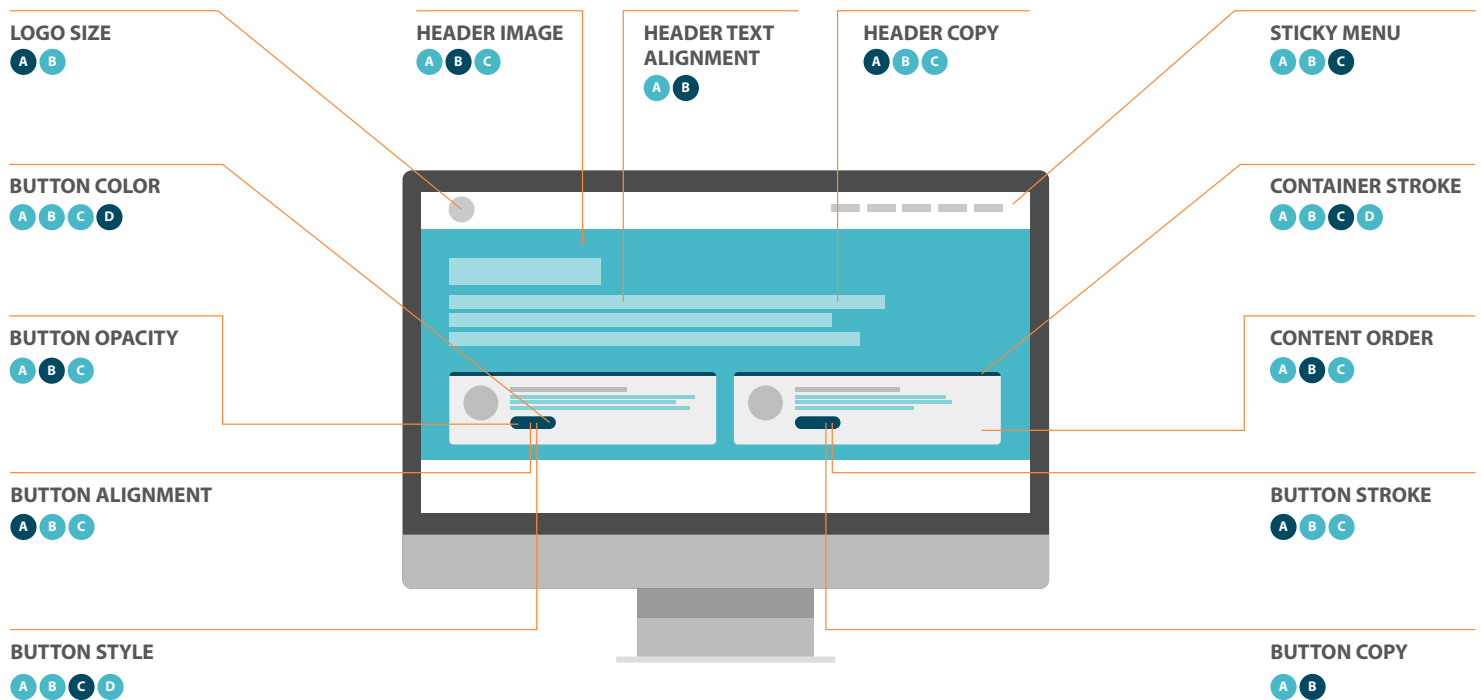 LOGO SIZE
A B
HEADER IMAGE
A B C
HEADER TEXT
ALIGNMENT
A B
HEADER COPY
A B C
STICKY MENU
A B C
BUTTON COLOR
A B C D
CONTAINER STROKE
A B C D
BUTTON OPACITY
A B C
CONTENT ORDER
A B C
BUTTON ALIGNMENT
A B C
BUTTON STROKE
A B C
BUTTON STYLE
A B C D
BUTTON COPY
A B